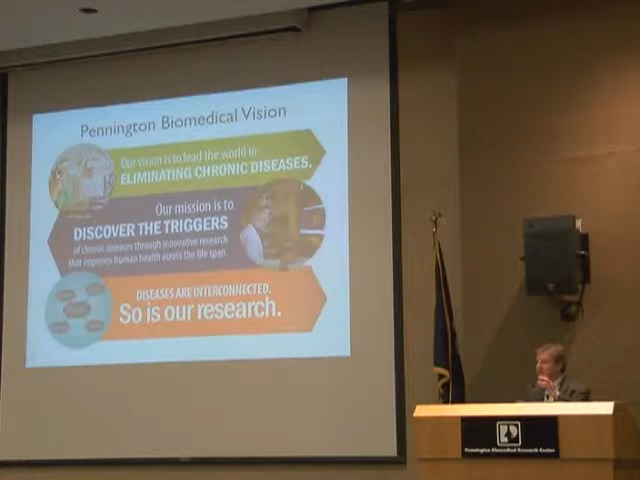 Pennington Biomedical Vision
Our vision is to lead the world in
ELIMINATING CHRONIC DISEASES.
Our mission is to
DISCOVER THE TRIGGERS
of chronic diseases through innovative research
that improves human health across the life span.
DISEASES ARE INTERCONNECTED.
So is our research.
Pennington Biomedical Research Center